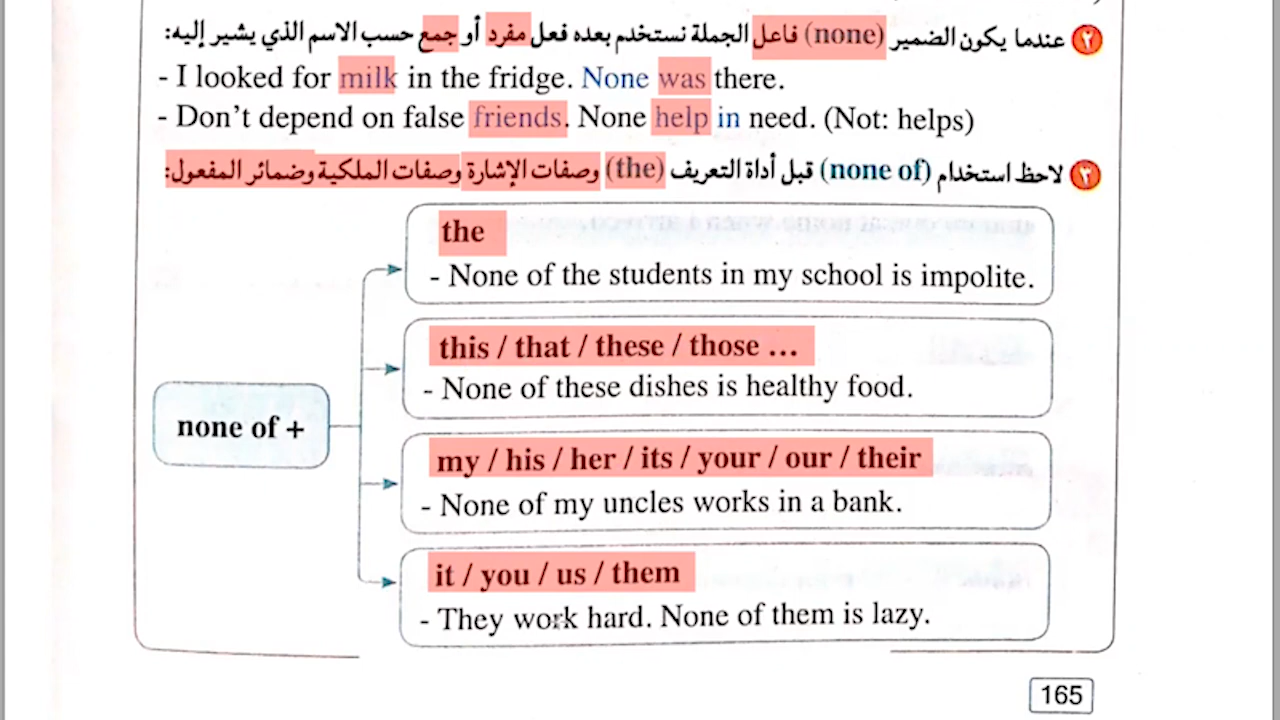 ٢ عندما يكون الضمير (none) فاعل الجملة نستخدم بعده فعل مفرد أو جمع حسب الاسم الذي يشير إليه:
- I looked for milk in the fridge. None was there.
- Don't depend on false friends. None help in need. (Not: helps)
٣ لاحظ استخدام (none of) قبل أداة التعريف (the) وصفات الإشارة وصفات الملكية وضمائر المفعول:
the
- None of the students in my school is impolite.
this / that / these / those ...
- None of these dishes is healthy food.
none of +
my / his / her / its / your / our / their
- None of my uncles works in a bank.
it / you / us / them
- They work hard. None of them is lazy.
165